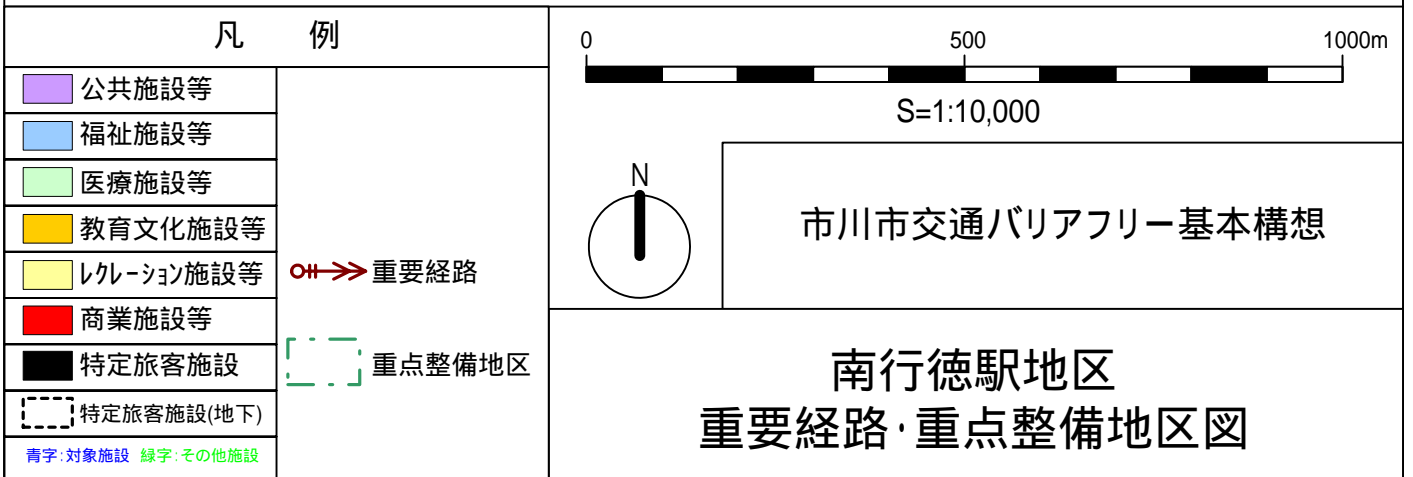 凡 例
公共施設等
福祉施設等
医療施設等
教育文化施設等
ﾚｸﾚｰｼｮﾝ施設等
商業施設等
特定旅客施設
特定旅客施設(地下)
青字:対象施設 緑字:その他施設
重要経路
重点整備地区
0 500 1000m
S=1:10,000
N
市川市交通バリアフリー基本構想
南行徳駅地区
重要経路･重点整備地区図